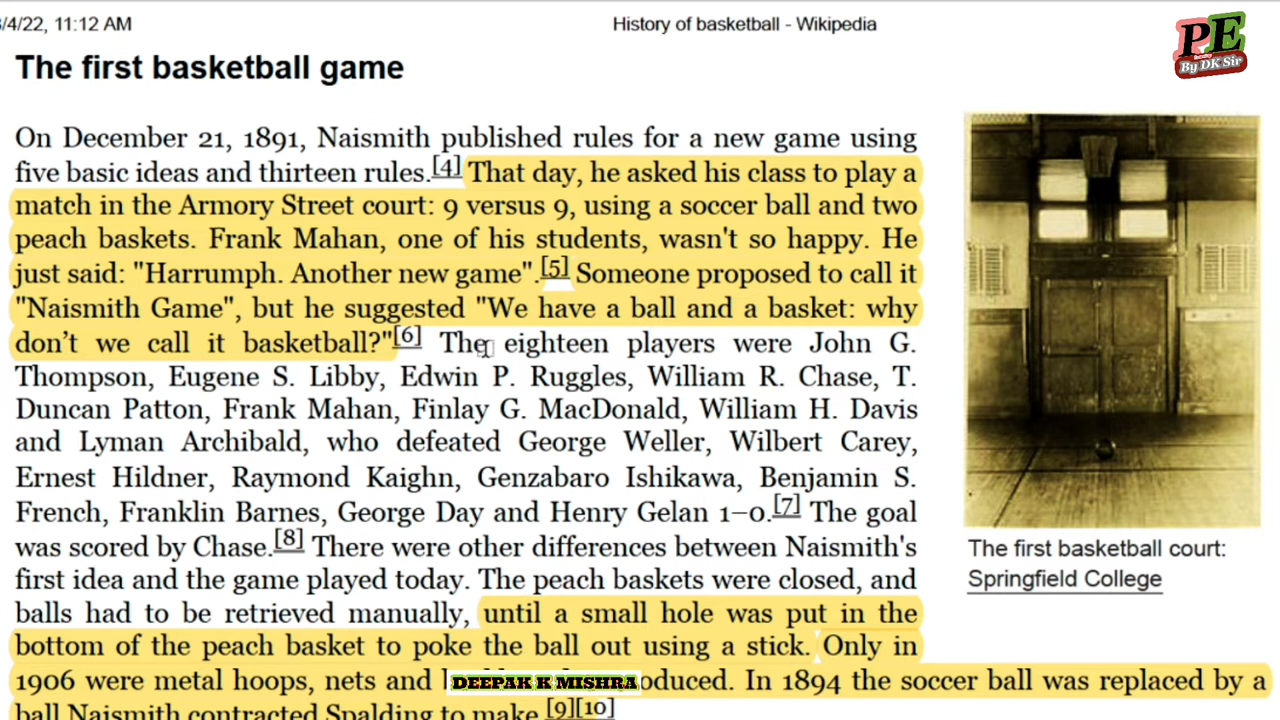 /4/22, 11:12 AM
History of basketball - Wikipedia
PE
By DK Sir
The first basketball game
On December 21, 1891, Naismith published rules for a new game using
five basic ideas and thirteen rules.[4] That day, he asked his class to play a
match in the Armory Street court: 9 versus 9, using a soccer ball and two
peach baskets. Frank Mahan, one of his students, wasn't so happy. He
just said: "Harrumph. Another new game".[5] Someone proposed to call it
"Naismith Game", but he suggested "We have a ball and a basket: why
don’t we call it basketball?"[6] The eighteen players were John G.
Thompson, Eugene S. Libby, Edwin P. Ruggles, William R. Chase, T.
Duncan Patton, Frank Mahan, Finlay G. MacDonald, William H. Davis
and Lyman Archibald, who defeated George Weller, Wilbert Carey,
Ernest Hildner, Raymond Kaighn, Genzabaro Ishikawa, Benjamin S.
French, Franklin Barnes, George Day and Henry Gelan 1–0.[7] The goal
was scored by Chase.[8] There were other differences between Naismith's
first idea and the game played today. The peach baskets were closed, and
balls had to be retrieved manually, until a small hole was put in the
bottom of the peach basket to poke the ball out using a stick. Only in
1906 were metal hoops, nets and oduced. In 1894 the soccer ball was replaced by a
DEEPAK K MISHRA
ball Naismith contracted Spalding to make.[9][10]
The first basketball court:
Springfield College